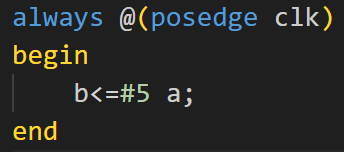 always @(posedge clk)
begin
    b<=#5 a;
end